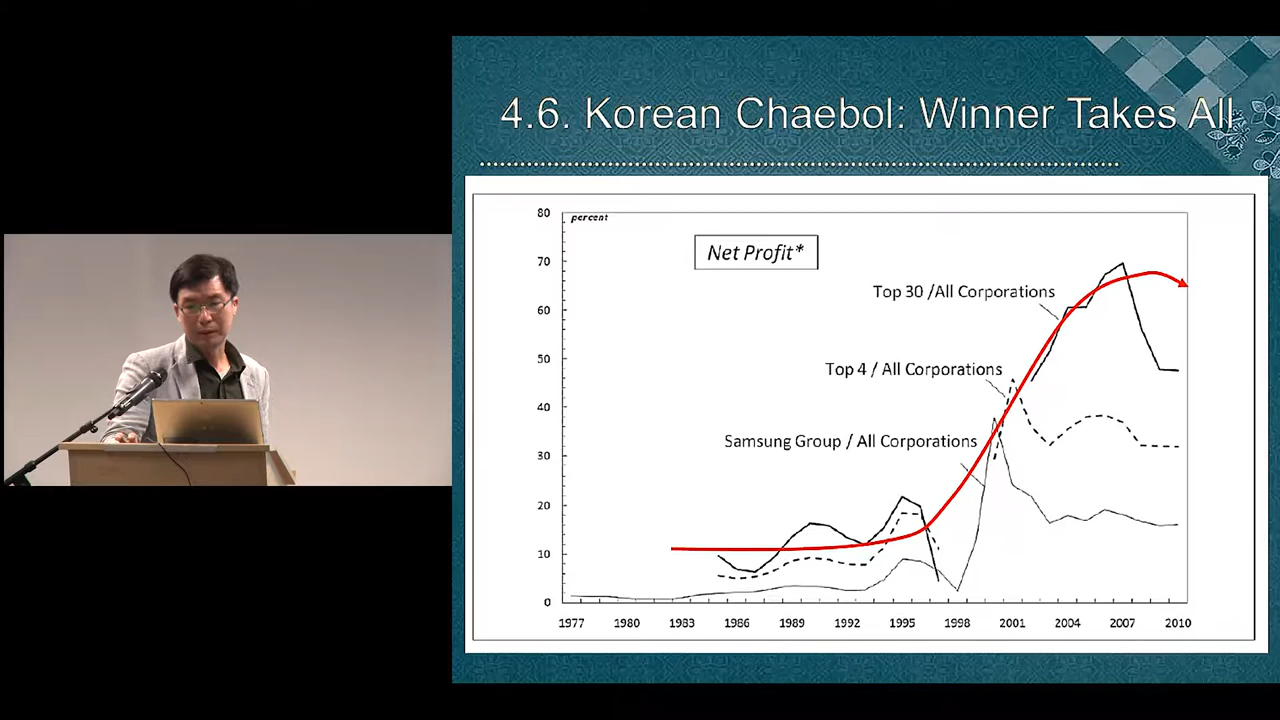 4.6. Korean Chaebol: Winner Takes All
80
percent
Net Profit*
70
Top 30 /All Corporations
60
50
Top 4 / All Corporations
40
Samsung Group / All Corporations
30
20
10
0
1977 1980 1983 1986 1989 1992 1995 1998 2001 2004 2007 2010